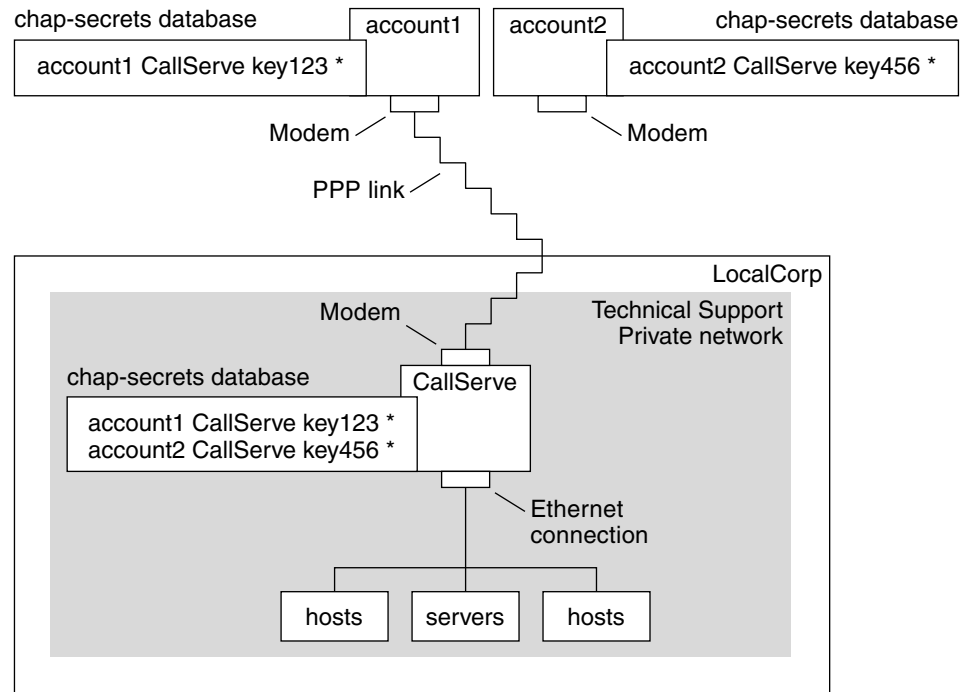 chap-secrets database
account1 CallServe key123 *
account1
account2
chap-secrets database
account2 CallServe key456 *
Modem
Modem
PPP link
LocalCorp
Technical Support
Private network
Modem
chap-secrets database
CallServe
account1 CallServe key123 *
account2 CallServe key456 *
Ethernet
connection
hosts
servers
hosts